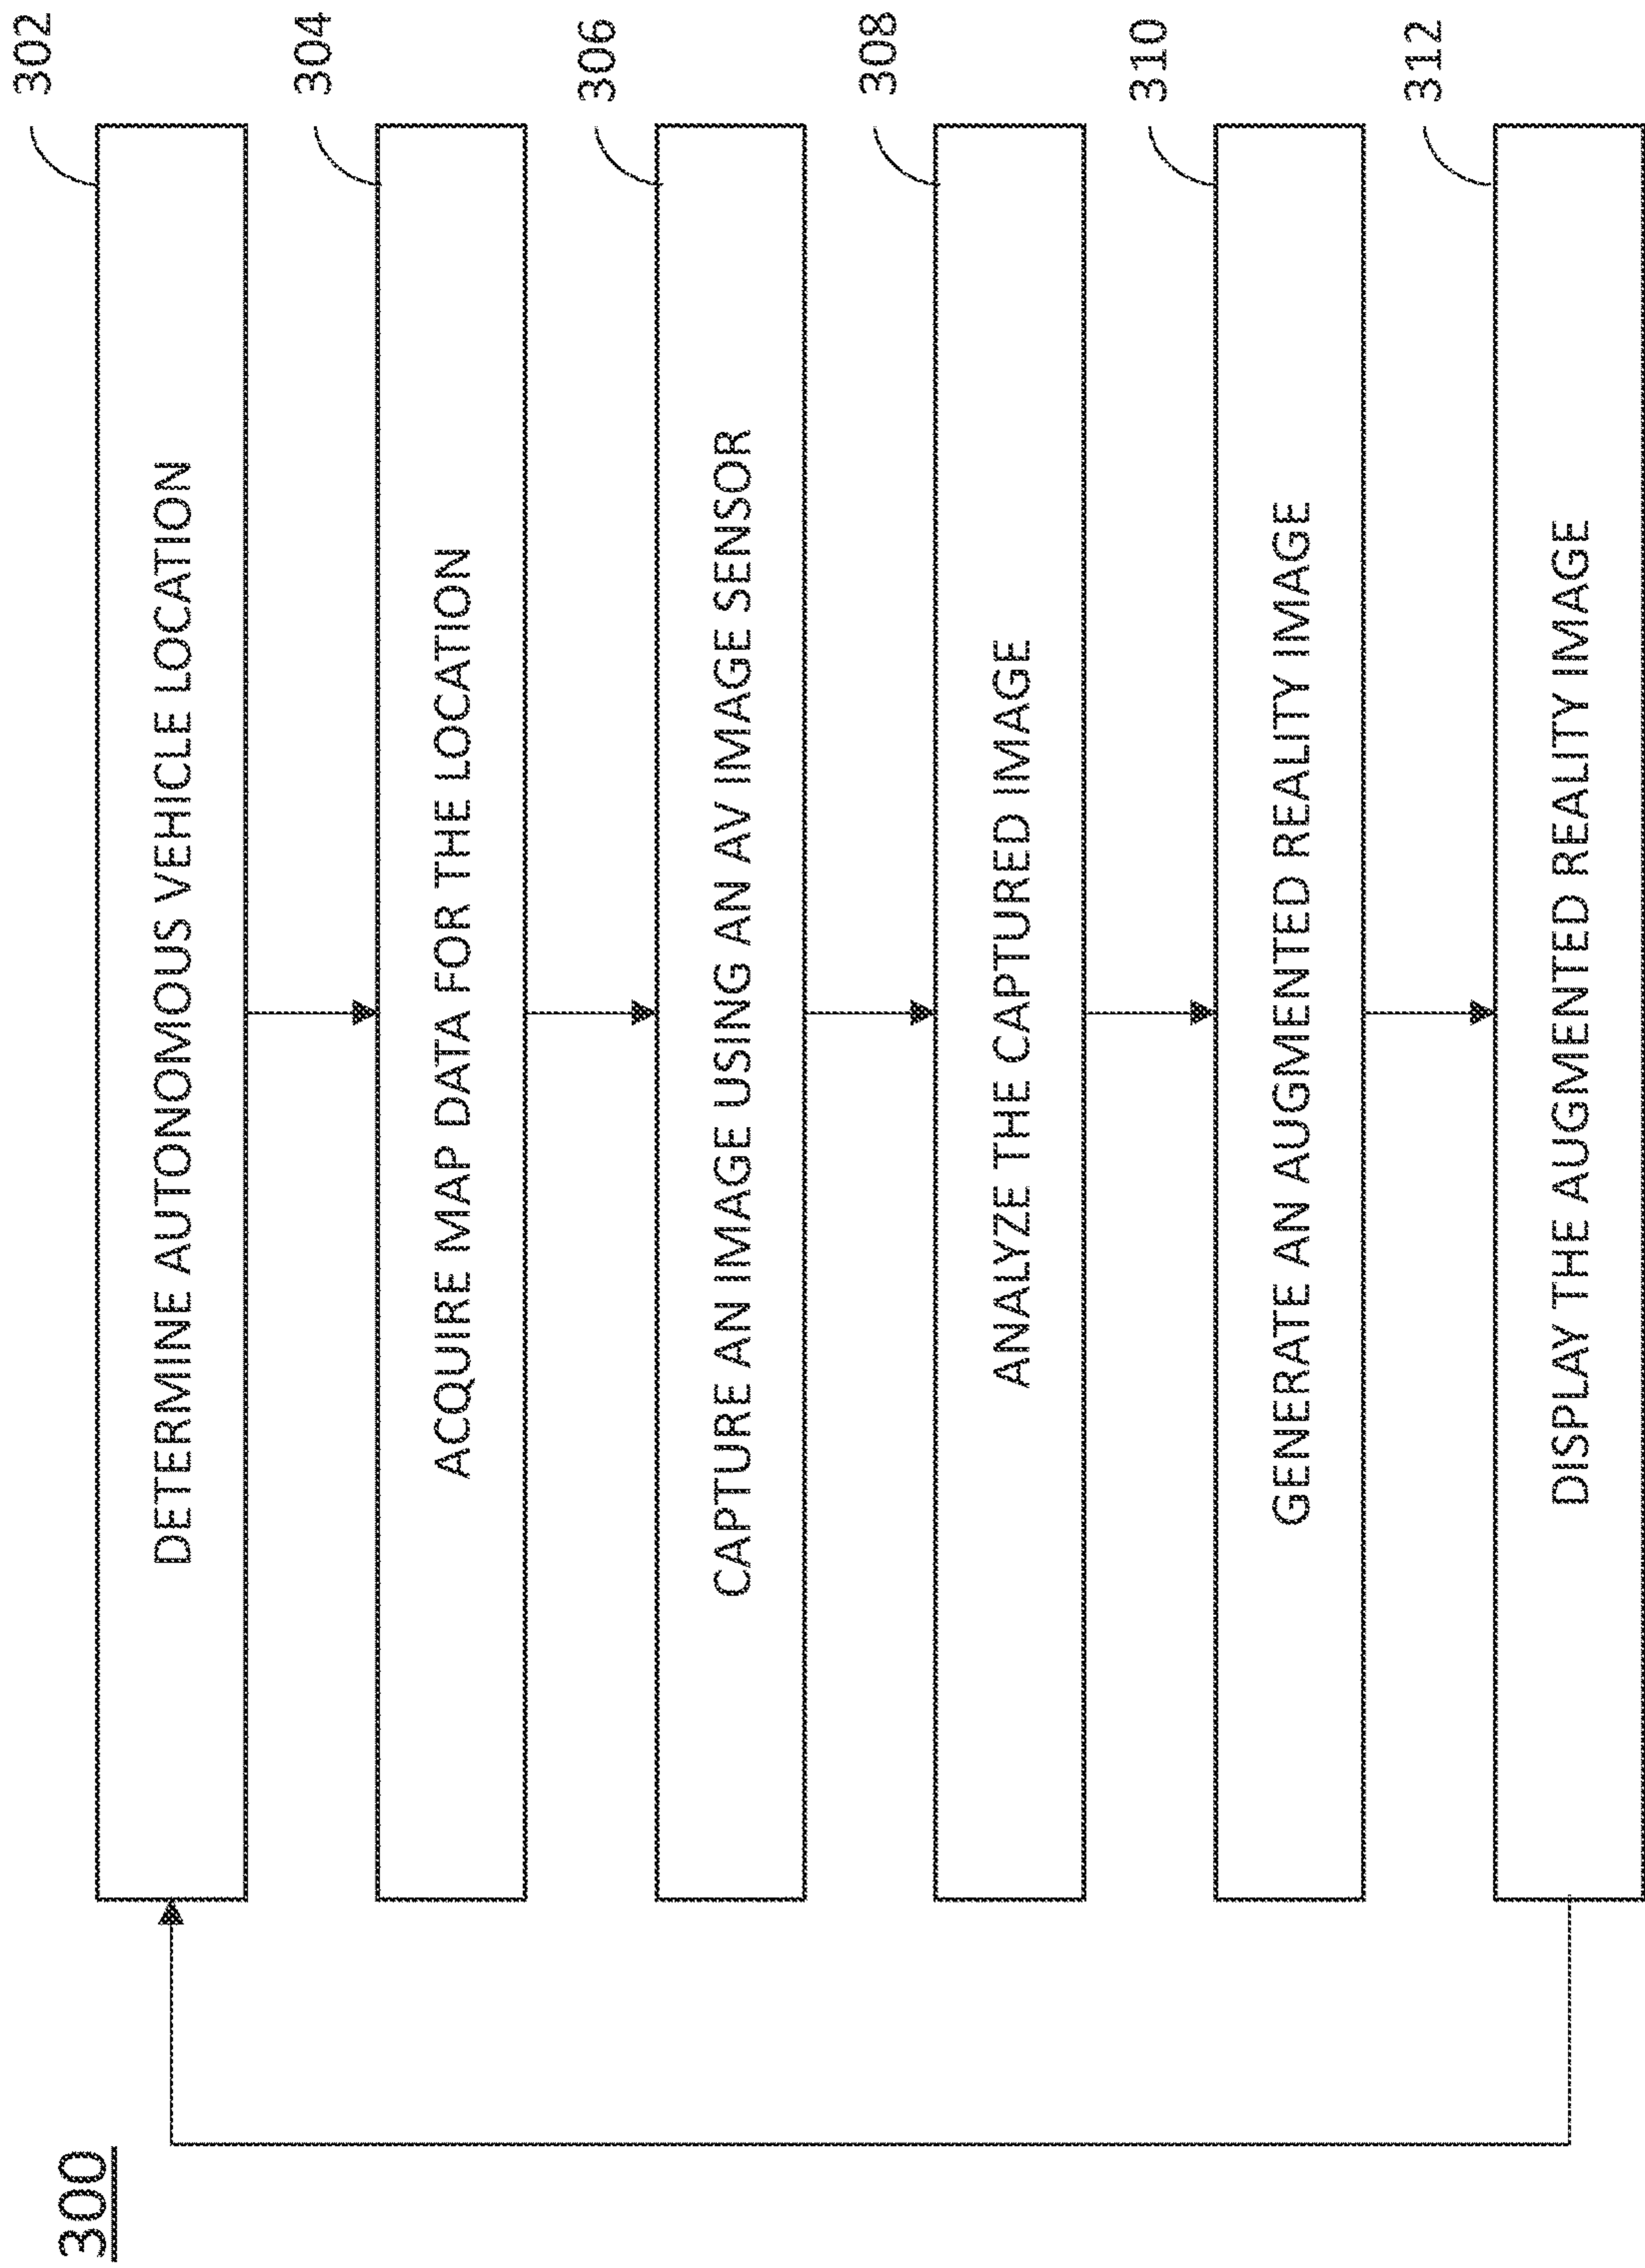 300
DETERMINE AUTONOMOUS VEHICLE LOCATION
302
ACQUIRE MAP DATA FOR THE LOCATION
304
CAPTURE AN IMAGE USING AN AV IMAGE SENSOR
306
ANALYZE THE CAPTURED IMAGE
308
GENERATE AN AUGMENTED REALITY IMAGE
310
DISPLAY THE AUGMENTED REALITY IMAGE
312